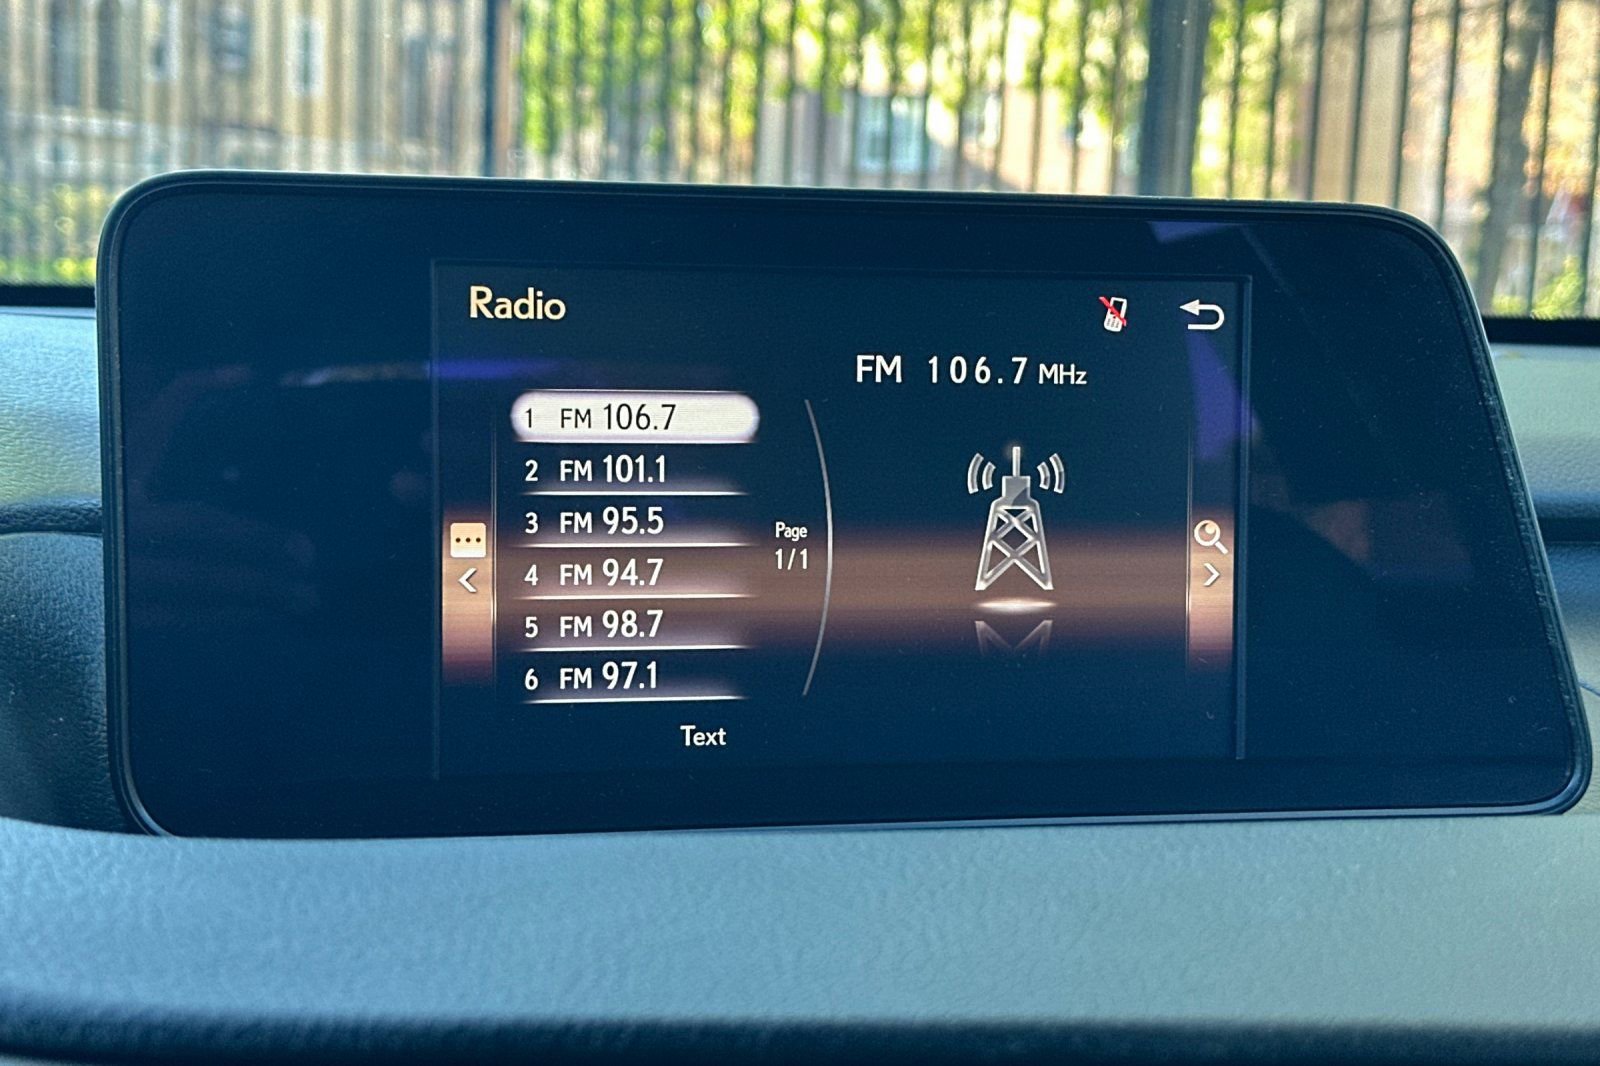 Radio
FM 106.7 MHz
1 FM 106.7
2 FM 101.1
3 FM 95.5
4 FM 94.7
5 FM 98.7
6 FM 97.1
Page
1/1
Text